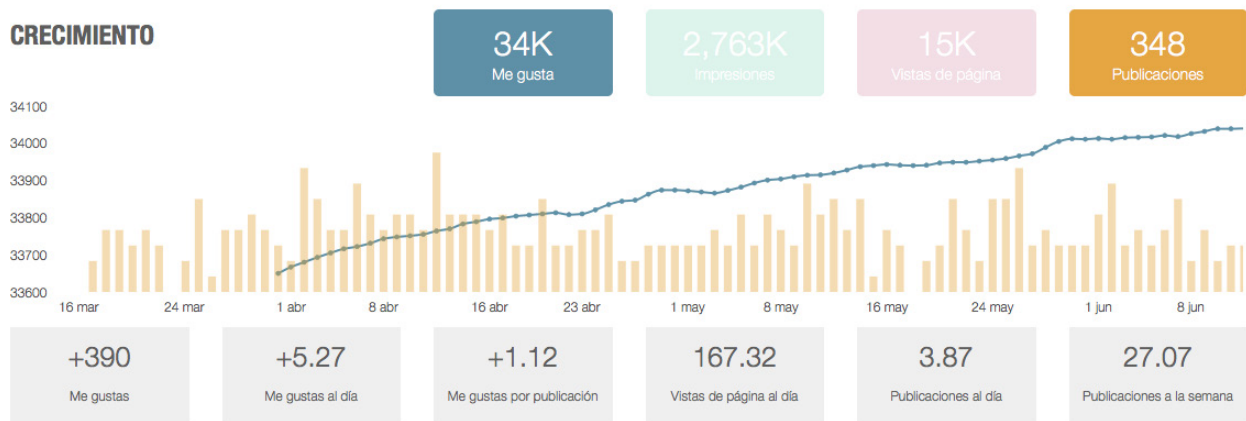 CRECIMIENTO
34K
Me gusta
2,763K
Impresiones
15K
Vistas de página
348
Publicaciones
34100
34000
33900
33800
33700
33600
16 mar
24 mar
1 abr
8 abr
16 abr
23 abr
1 may
8 may
16 may
24 may
1 jun
8 jun
+390
Me gustas
+5.27
Me gustas al día
+1.12
Me gustas por publicación
167.32
Vistas de página al día
3.87
Publicaciones al día
27.07
Publicaciones a la semana